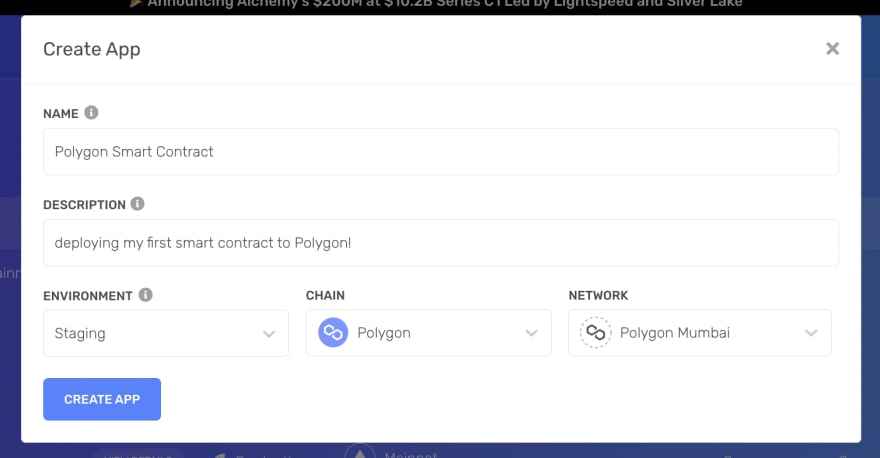 Announcing Alchemy's $200M at $10.2B Series C1 Led by Lightspeed and Silver Lake
Create App
NAME
Polygon Smart Contract
DESCRIPTION
deploying my first smart contract to Polygon!
ENVIRONMENT
CHAIN
NETWORK
Staging
Polygon
Polygon Mumbai
CREATE APP
Mainnet